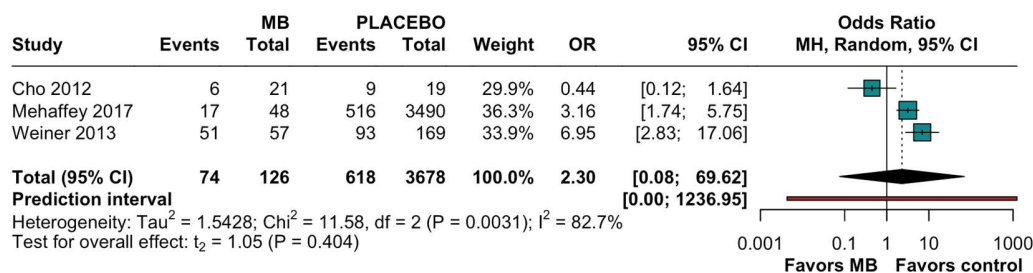 MB PLACEBO Odds Ratio
Study Events Total Events Total Weight OR 95% CI MH, Random, 95% CI
Cho 2012 6 21 9 19 29.9% 0.44 [0.12; 1.64]
Mehaffey 2017 17 48 516 3490 36.3% 3.16 [1.74; 5.75]
Weiner 2013 51 57 93 169 33.9% 6.95 [2.83; 17.06]
Total (95% CI) 74 126 618 3678 100.0% 2.30 [0.08; 69.62]
Prediction interval [0.00; 1236.95]
Heterogeneity: Tau² = 1.5428; Chi² = 11.58, df = 2 (P = 0.0031); I² = 82.7%
Test for overall effect: t₂ = 1.05 (P = 0.404)
0.001 0.1 1 10 1000
Favors MB Favors control